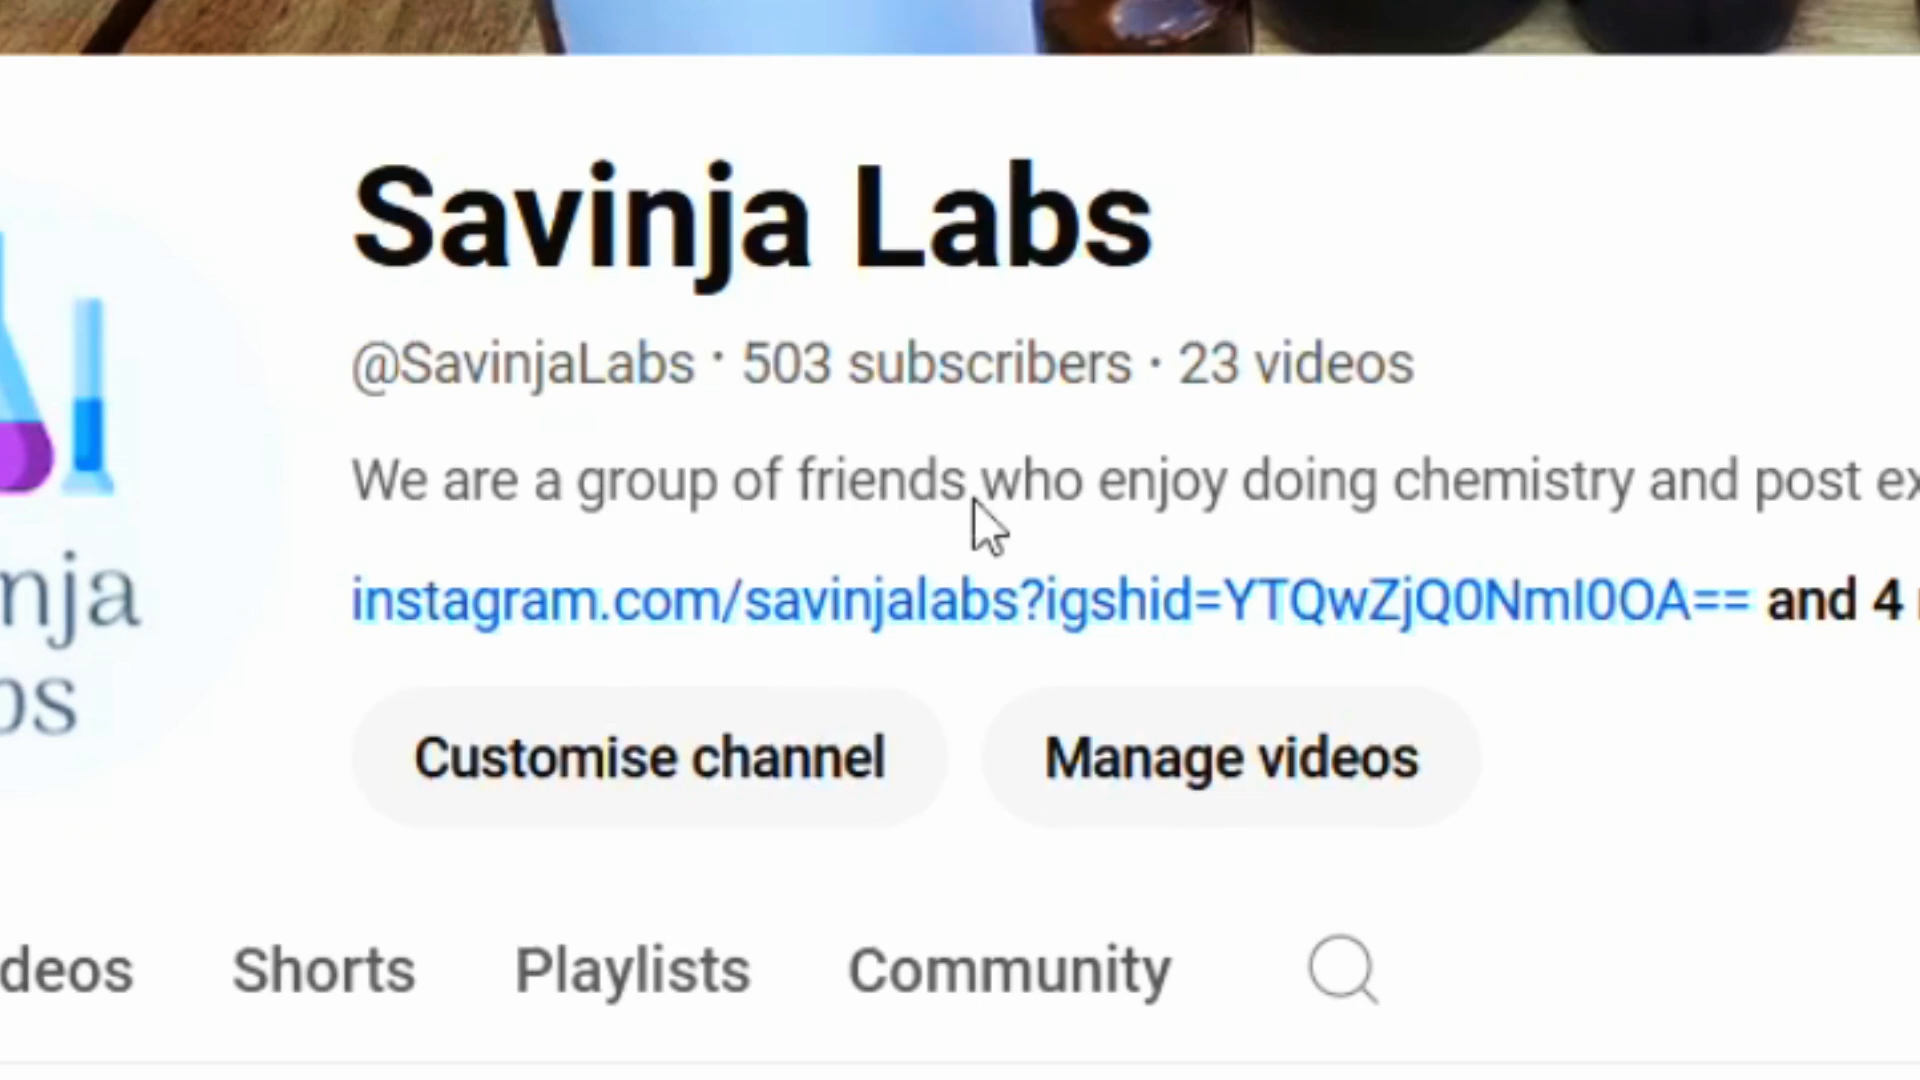 Savinja Labs
@SavinjaLabs · 503 subscribers · 23 videos
We are a group of friends who enjoy doing chemistry and post ex
instagram.com/savinjalabs?igshid=YTQwZjQ0NmI0OA== and 4
nja
bs
Customise channel
Manage videos
deos
Shorts
Playlists
Community